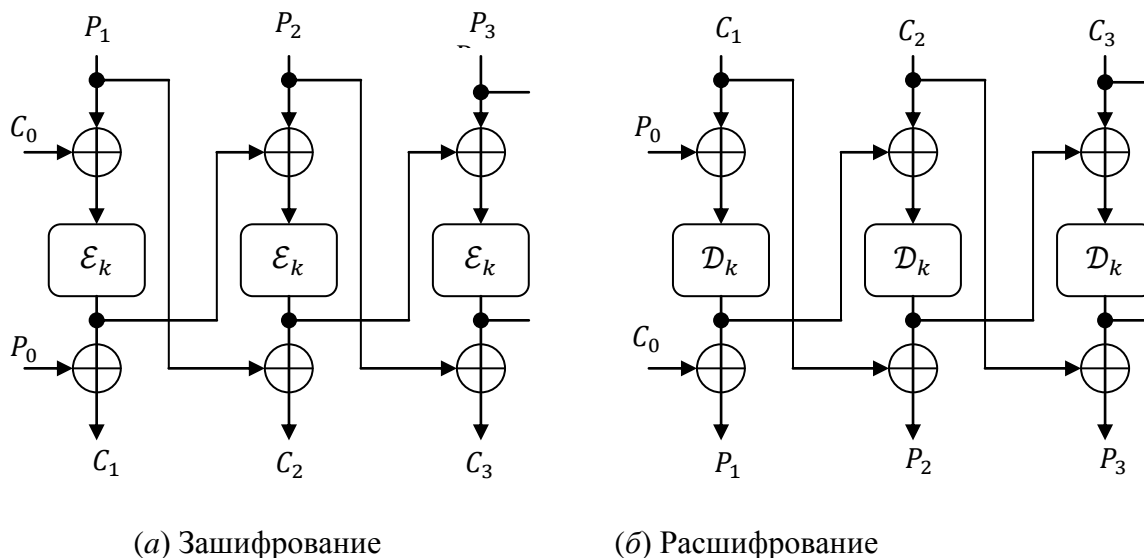 P₁ P₂ P₃ C₁ C₂ C₃
C₀ P₀
ℰₖ ℰₖ ℰₖ 𝒟ₖ 𝒟ₖ 𝒟ₖ
P₀ C₀
C₁ C₂ C₃ P₁ P₂ P₃
(а) Зашифрование (б) Расшифрование